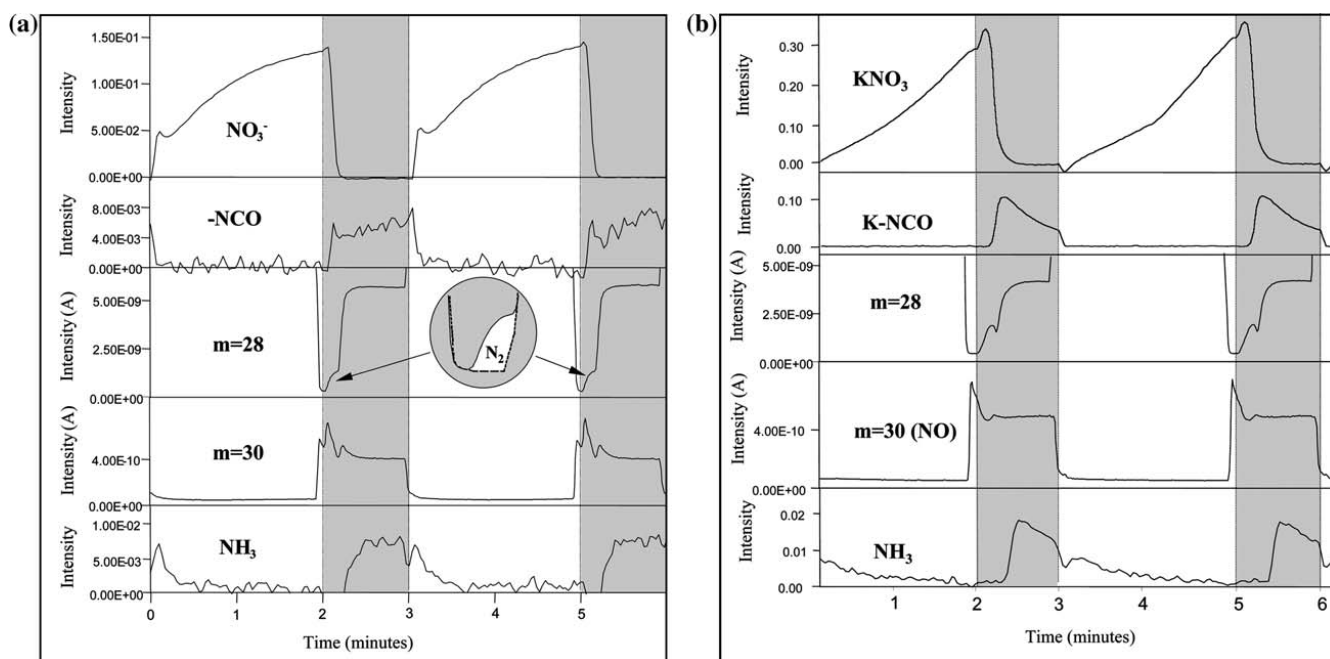 (a)
Intensity
1.50E-01
1.00E-01
5.00E-02
0.00E+00
NO₃⁻
Intensity
8.00E-03
4.00E-03
0.00E+00
-NCO
Intensity (A)
5.00E-09
2.50E-09
0.00E+00
m=28
N₂
Intensity (A)
4.00E-10
0.00E+00
m=30
Intensity
1.00E-02
5.00E-03
0.00E+00
NH₃
0 1 2 3 4 5
Time (minutes)
(b)
Intensity
0.30
0.20
0.10
0.00
KNO₃
Intensity
0.10
0.00
K-NCO
Intensity (A)
5.00E-09
2.50E-09
0.00E+00
m=28
Intensity (A)
4.00E-10
0.00E+00
m=30 (NO)
Intensity
0.02
0.01
0.00
NH₃
1 2 3 4 5 6
Time (minutes)